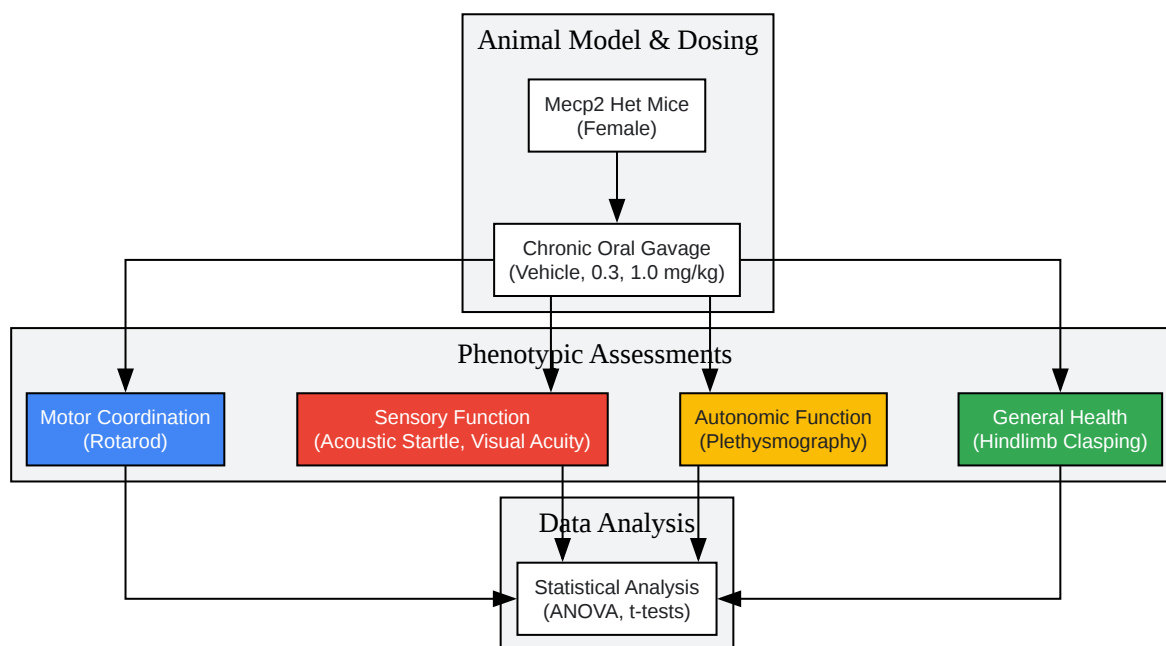 Animal Model & Dosing
Mecp2 Het Mice
(Female)
Chronic Oral Gavage
(Vehicle, 0.3, 1.0 mg/kg)
Phenotypic Assessments
Motor Coordination
(Rotarod)
Sensory Function
(Acoustic Startle, Visual Acuity)
Autonomic Function
(Plethysmography)
General Health
(Hindlimb Clasping)
Data Analysis
Statistical Analysis
(ANOVA, t-tests)